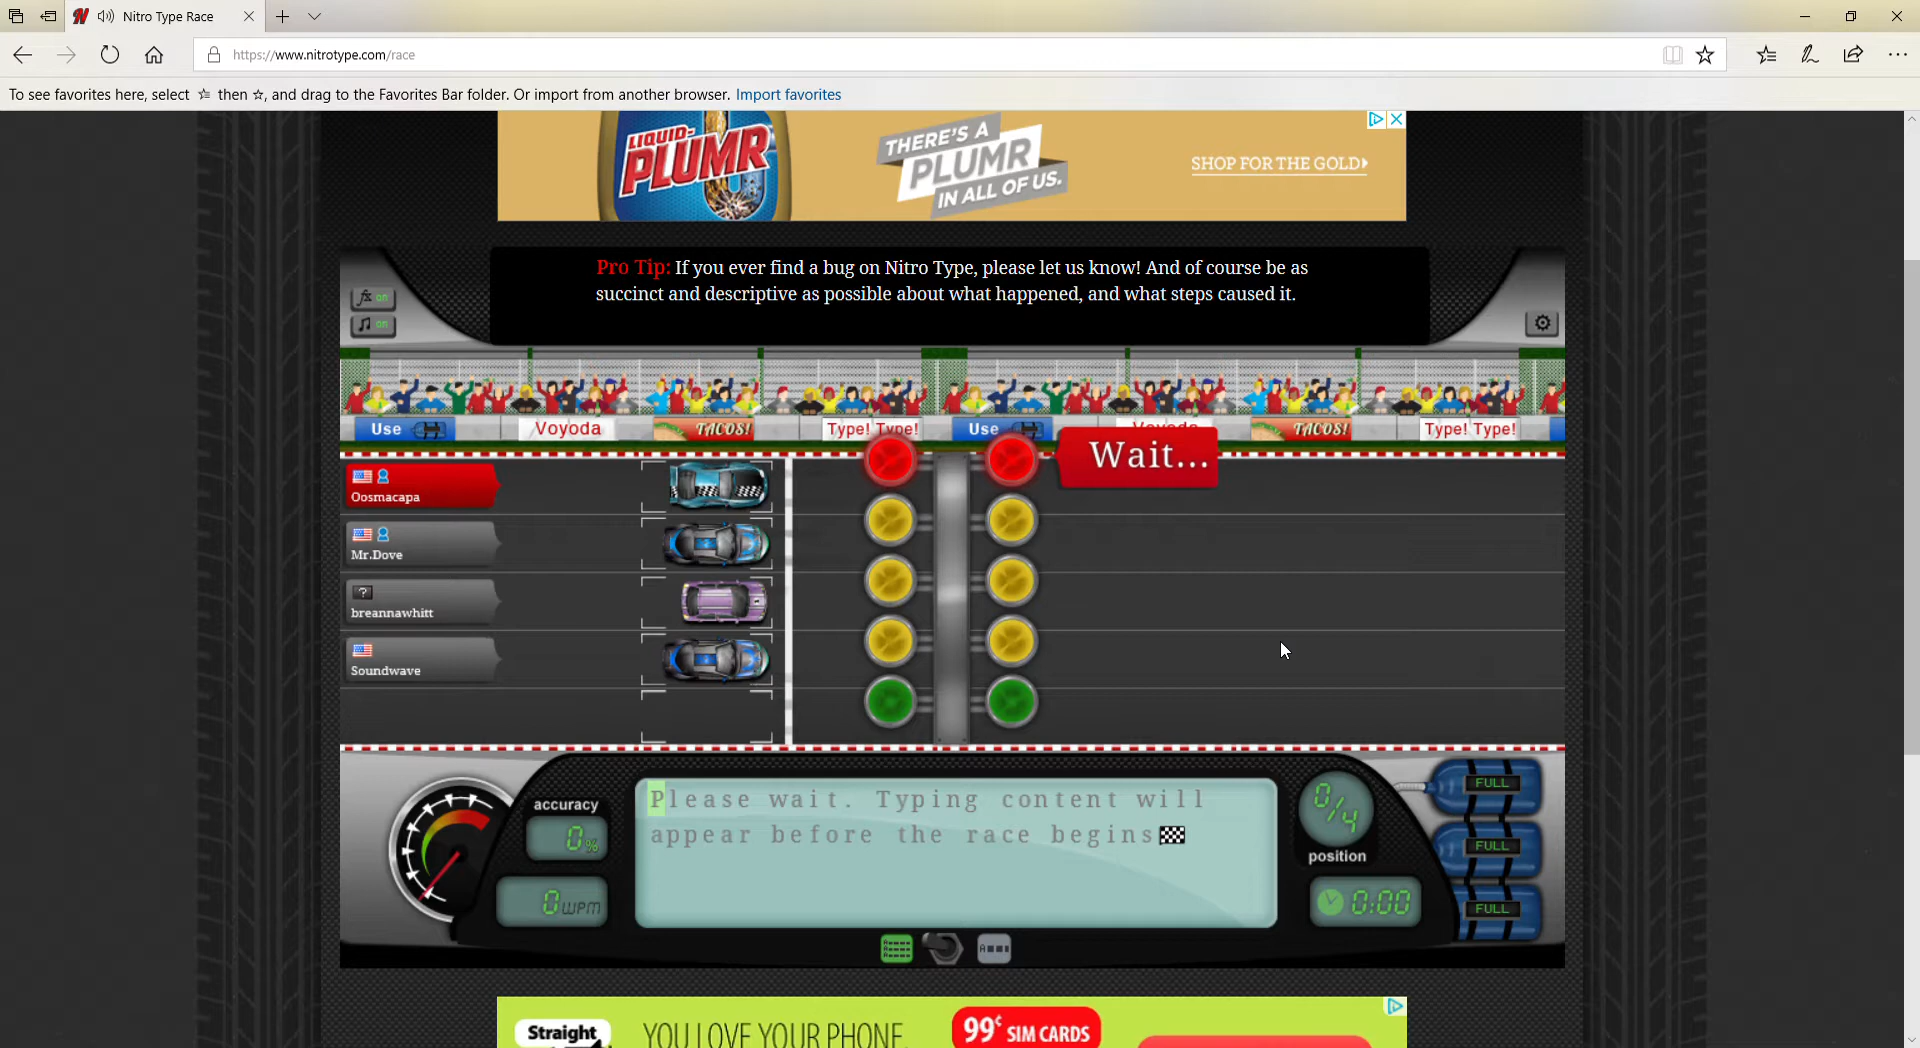 Nitro Type Race
https://www.nitrotype.com/race
To see favorites here, select then , and drag to the Favorites Bar folder. Or import from another browser. Import favorites
LIQUID-
PLUMR
THERE'S A
PLUMR
IN ALL OF US.
SHOP FOR THE GOLD
Pro Tip: If you ever find a bug on Nitro Type, please let us know! And of course be as
succinct and descriptive as possible about what happened, and what steps caused it.
fx on
on
Use
Voyoda
TACOS!
Type! Type!
Use
Voyoda
TACOS!
Type! Type!
Wait...
Oosmacapa
Mr.Dove
?
breannawhitt
Soundwave
accuracy
0%
0 WPM
Please wait. Typing content will
appear before the race begins
0/4
position
0:00
FULL
FULL
FULL
Straight
YOU LOVE YOUR PHONE.
99¢ SIM CARDS